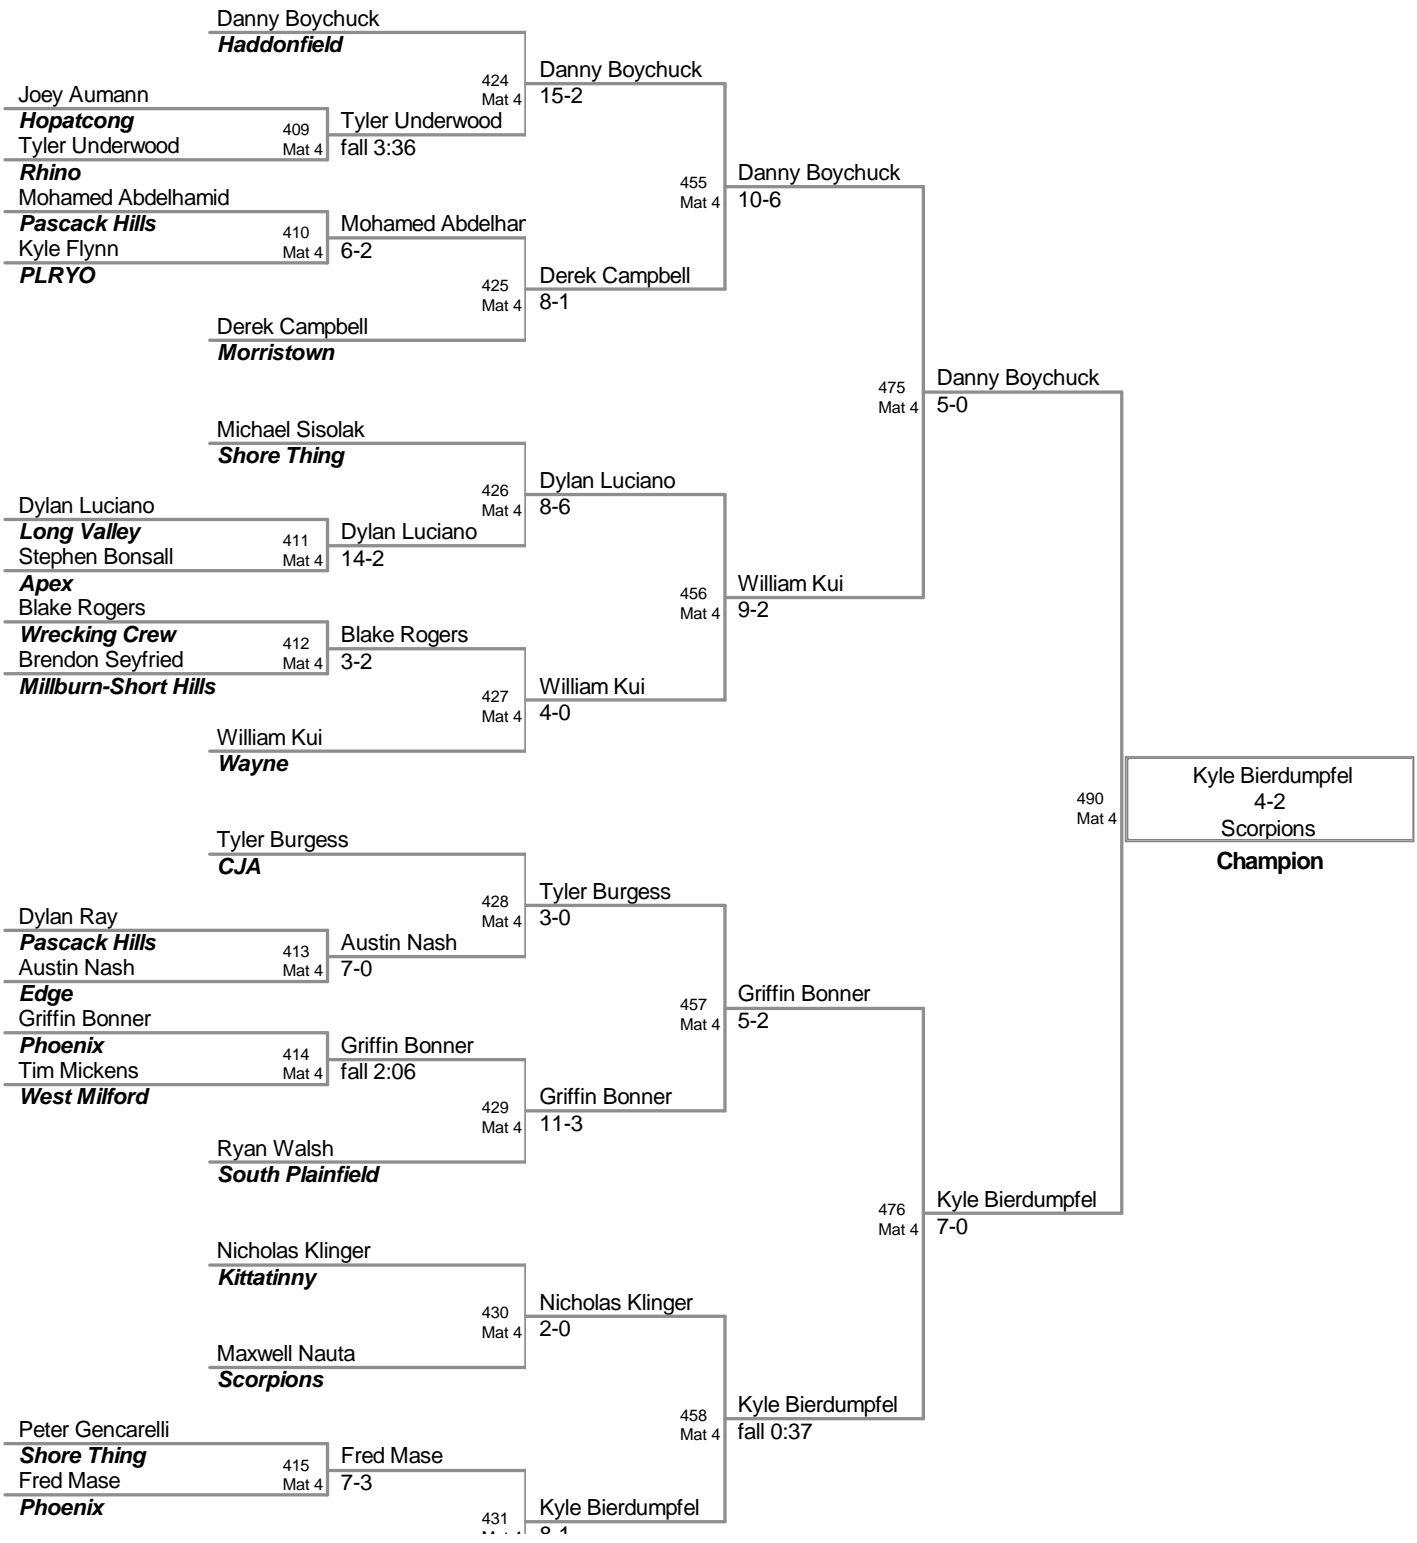 Danny Boychuck
Haddonfield
424
Mat 4
Danny Boychuck
15-2
Joey Aumann
Hopatcong
409
Mat 4
Tyler Underwood
fall 3:36
Tyler Underwood
Rhino
455
Mat 4
Danny Boychuck
10-6
Mohamed Abdelhamid
Pascack Hills
410
Mat 4
Mohamed Abdelhar
6-2
Kyle Flynn
PLRYO
425
Mat 4
Derek Campbell
8-1
Derek Campbell
Morristown
475
Mat 4
Danny Boychuck
5-0
Michael Sisolak
Shore Thing
426
Mat 4
Dylan Luciano
8-6
Dylan Luciano
Long Valley
411
Mat 4
Dylan Luciano
14-2
Stephen Bonsall
Apex
456
Mat 4
William Kui
9-2
Blake Rogers
Wrecking Crew
412
Mat 4
Blake Rogers
3-2
Brendon Seyfried
Millburn-Short Hills
427
Mat 4
William Kui
4-0
William Kui
Wayne
490
Mat 4
Kyle Bierdumpfel
4-2
Scorpions
Champion
Tyler Burgess
CJA
428
Mat 4
Tyler Burgess
3-0
Dylan Ray
Pascack Hills
413
Mat 4
Austin Nash
7-0
Austin Nash
Edge
457
Mat 4
Griffin Bonner
5-2
Griffin Bonner
Phoenix
414
Mat 4
Griffin Bonner
fall 2:06
Tim Mickens
West Milford
429
Mat 4
Griffin Bonner
11-3
Ryan Walsh
South Plainfield
476
Mat 4
Kyle Bierdumpfel
7-0
Nicholas Klinger
Kittatinny
430
Mat 4
Nicholas Klinger
2-0
Maxwell Nauta
Scorpions
458
Mat 4
Kyle Bierdumpfel
fall 0:37
Peter Gencarelli
Shore Thing
415
Mat 4
Fred Mase
7-3
Fred Mase
Phoenix
431
Kyle Bierdumpfel